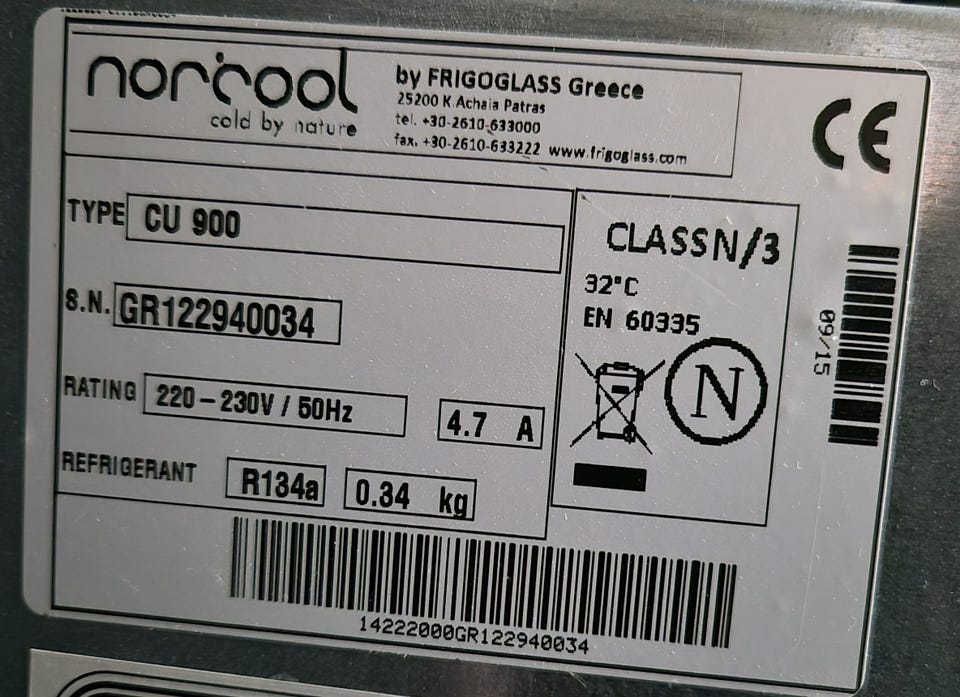 norcool
cold by nature
by FRIGOGLASS Greece
25200 K.Achaia Patras
tel. +30-2610-633000
fax. +30-2610-633222 www.frigoglass.com
CE
TYPE CU 900
S.N. GR122940034
RATING 220-230V / 50Hz 4.7 A
REFRIGERANT R134a 0.34 kg
CLASS N/3
32°C
EN 60335
N
09/15
14222000GR122940034